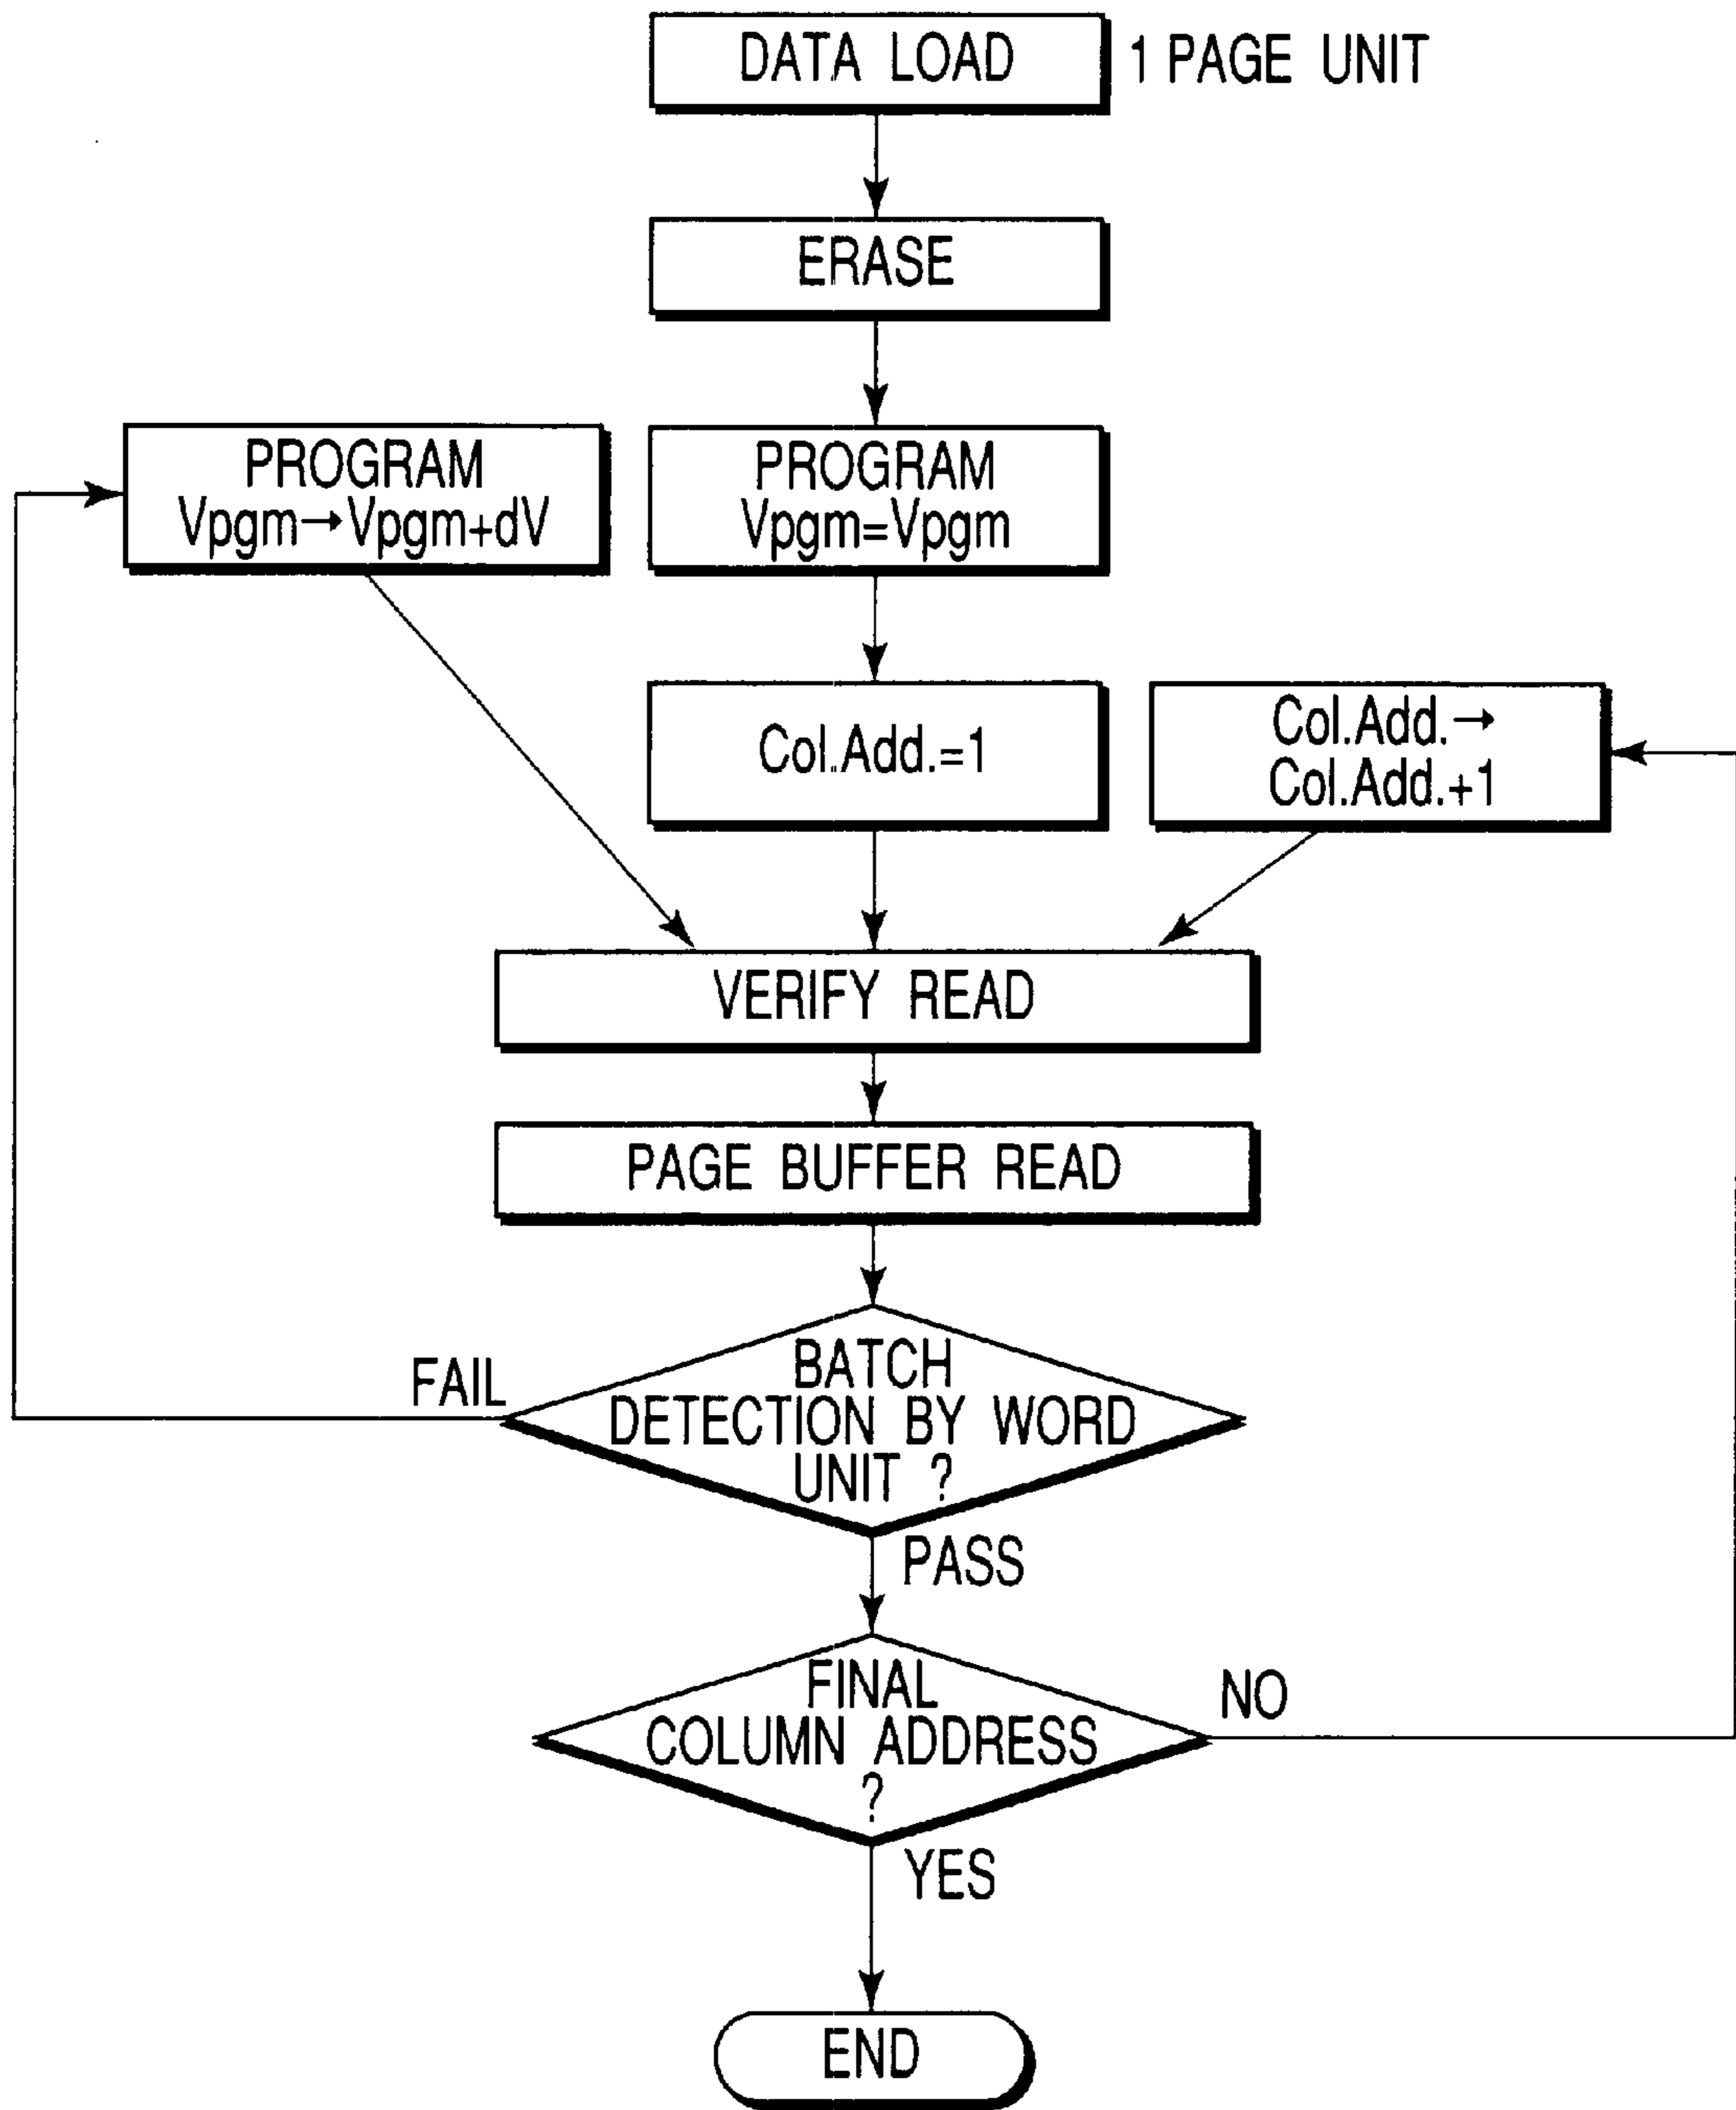 DATA LOAD
1 PAGE UNIT
ERASE
PROGRAM
Vpgm→Vpgm+dV
PROGRAM
Vpgm=Vpgm
Col.Add.=1
Col.Add.→
Col.Add.+1
VERIFY READ
PAGE BUFFER READ
BATCH
DETECTION BY WORD
UNIT ?
FAIL
PASS
FINAL
COLUMN ADDRESS
?
NO
YES
END